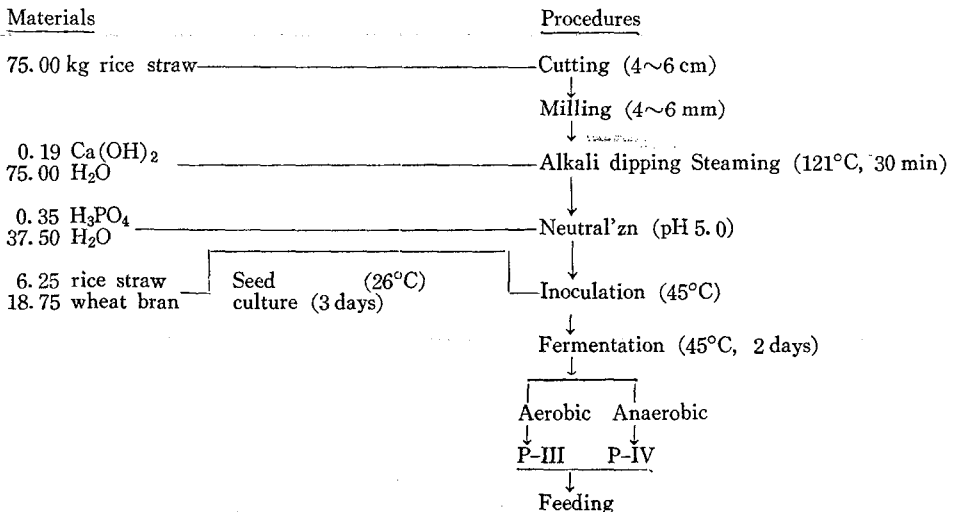 Materials Procedures
75.00 kg rice straw Cutting (4~6 cm)
Milling (4~6 mm)
0.19 Ca(OH)2
75.00 H2O Alkali dipping Steaming (121°C, 30 min)
0.35 H3PO4
37.50 H2O Neutral'zn (pH 5.0)
6.25 rice straw Seed (26°C)
18.75 wheat bran culture (3 days) Inoculation (45°C)
Fermentation (45°C, 2 days)
Aerobic Anaerobic
P-III P-IV
Feeding